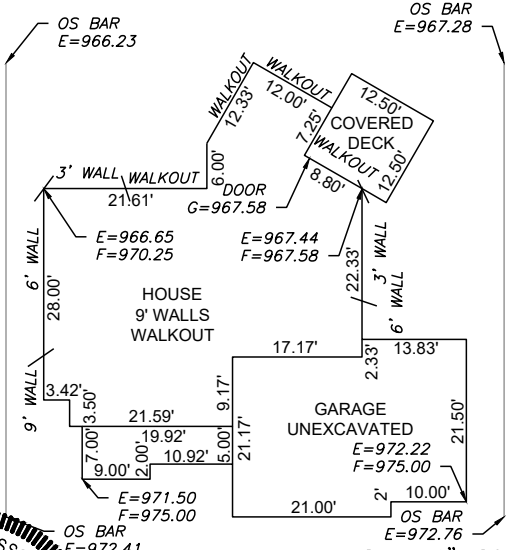 OS BAR
E=966.23
OS BAR
E=967.28
WALKOUT
12.33'
WALKOUT
12.00'
12.50'
COVERED
DECK
7.25'
WALKOUT
12.50'
8.80'
3' WALL
WALKOUT
21.61'
6.00'
DOOR
G=967.58
E=966.65
F=970.25
E=967.44
F=967.58
6' WALL
28.00'
9' WALL
HOUSE
9' WALLS
WALKOUT
22.33'
3' WALL
6' WALL
17.17'
2.33'
13.83'
3.42'
3.50'
21.59'
9.17'
7.00'
19.92'
2.00'
10.92'
5.00'
21.17'
9.00'
GARAGE
UNEXCAVATED
21.50'
E=972.22
F=975.00
E=971.50
F=975.00
21.00'
2'
10.00'
OS BAR
E=972.76
OS BAR
E=972.41